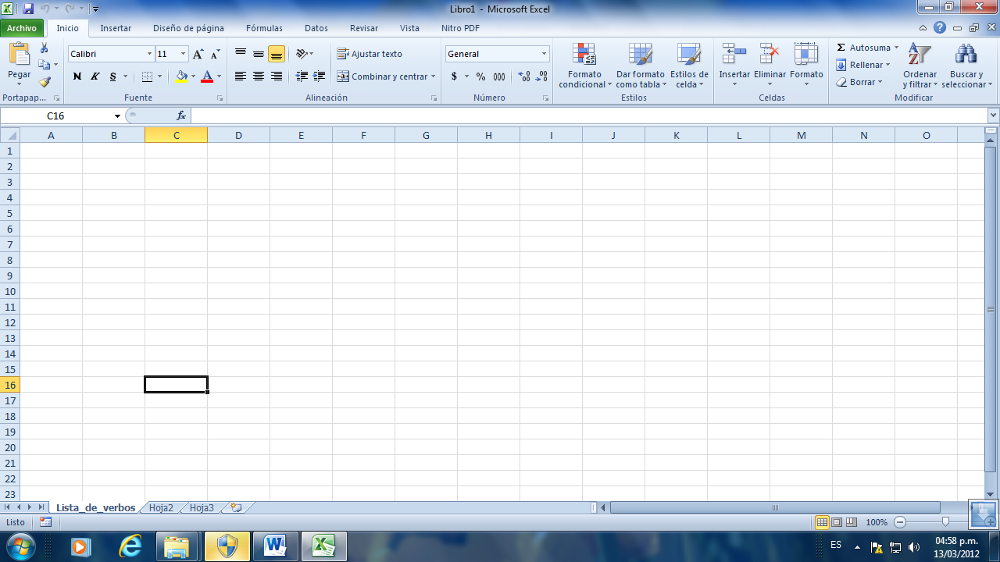 Libro1 - Microsoft Excel
Archivo Inicio Insertar Diseño de página Fórmulas Datos Revisar Vista Nitro PDF
Pegar
Portapap...
Calibri 11
N K S
Fuente
Ajustar texto
Combinar y centrar
Alineación
General
$ % 000
Número
Formato condicional
Dar formato como tabla
Estilos de celda
Estilos
Insertar Eliminar Formato
Celdas
Σ Autosuma
Rellenar
Borrar
Ordenar y filtrar
Buscar y seleccionar
Modificar
C16 fx
A B C D E F G H I J K L M N O
1
2
3
4
5
6
7
8
9
10
11
12
13
14
15
16
17
18
19
20
21
22
23
Lista_de_verbos Hoja2 Hoja3
Listo 100%
ES 04:58 p.m.
13/03/2012